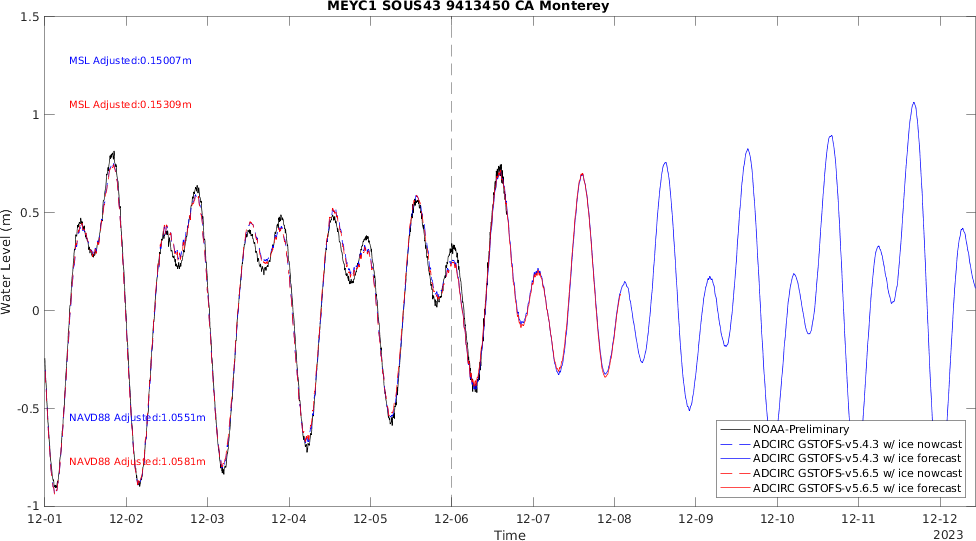 MEYC1 SOUS43 9413450 CA Monterey
1.5
MSL Adjusted:0.15007m
MSL Adjusted:0.15309m
1
0.5
Water Level (m)
0
-0.5
NAVD88 Adjusted:1.0551m
NAVD88 Adjusted:1.0581m
NOAA-Preliminary
ADCIRC GSTOFS-v5.4.3 w/ ice nowcast
ADCIRC GSTOFS-v5.4.3 w/ ice forecast
ADCIRC GSTOFS-v5.6.5 w/ ice nowcast
ADCIRC GSTOFS-v5.6.5 w/ ice forecast
-1
12-01 12-02 12-03 12-04 12-05 12-06 12-07 12-08 12-09 12-10 12-11 12-12
Time
2023